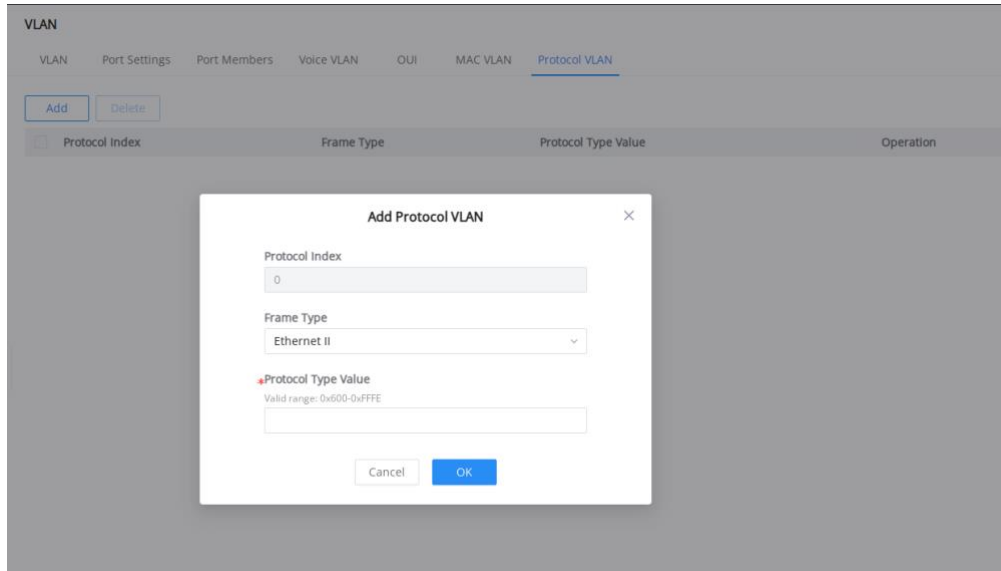 VLAN
VLAN Port Settings Port Members Voice VLAN OUI MAC VLAN Protocol VLAN
Add Delete
Protocol Index Frame Type Protocol Type Value Operation
Add Protocol VLAN
Protocol Index
0
Frame Type
Ethernet II
*Protocol Type Value
Valid range: 0x600-0xFFFE
Cancel OK